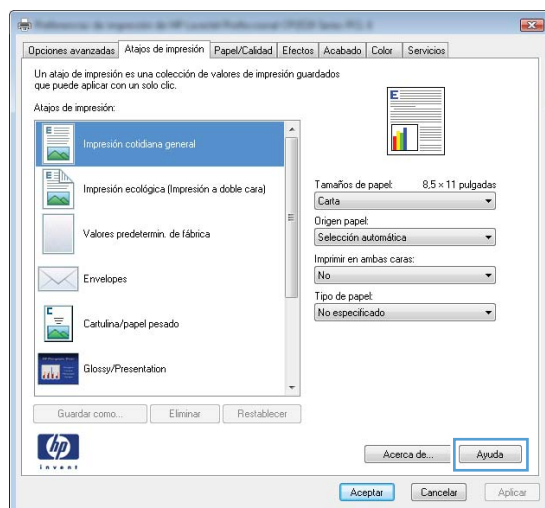 Opciones avanzadas Atajos de impresión Papel/Calidad Efectos Acabado Color Servicios
Un atajo de impresión es una colección de valores de impresión guardados
que puede aplicar con un solo clic.
Atajos de impresión:
Impresión cotidiana general
Impresión ecológica (Impresión a doble cara)
Valores predetermin. de fábrica
Envelopes
Cartulina/papel pesado
Glossy/Presentation
E
Tamaños de papel: 8,5 × 11 pulgadas
Carta
Origen papel:
Selección automática
Imprimir en ambas caras:
No
Tipo de papel:
No especificado
Guardar como... Eliminar Restablecer
hp
invent
Acerca de... Ayuda
Aceptar Cancelar Aplicar